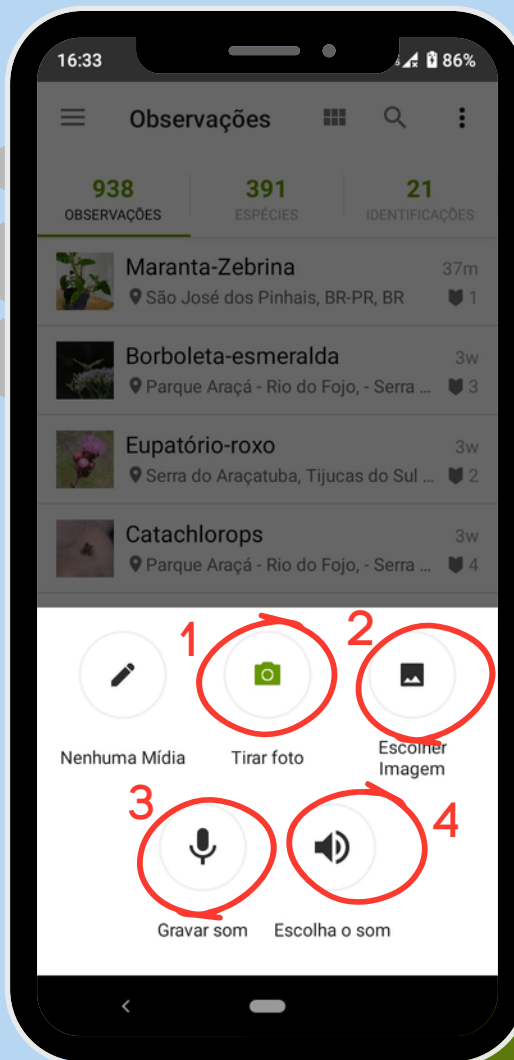 16:33
86%
Observações
938
391
21
OBSERVAÇÕES
ESPÉCIES
IDENTIFICAÇÕES
Maranta-Zebrina
37m
São José dos Pinhais, BR-PR, BR
1
Borboleta-esmeralda
3w
Parque Araçá - Rio do Fojo, - Serra ...
3
Eupatório-roxo
3w
Serra do Araçatuba, Tijucas do Sul ...
2
Catachlorops
3w
Parque Araçá - Rio do Fojo, - Serra ...
4
1
2
Nenhuma Mídia
Tirar foto
Escolher
Imagem
3
4
Gravar som
Escolha o som